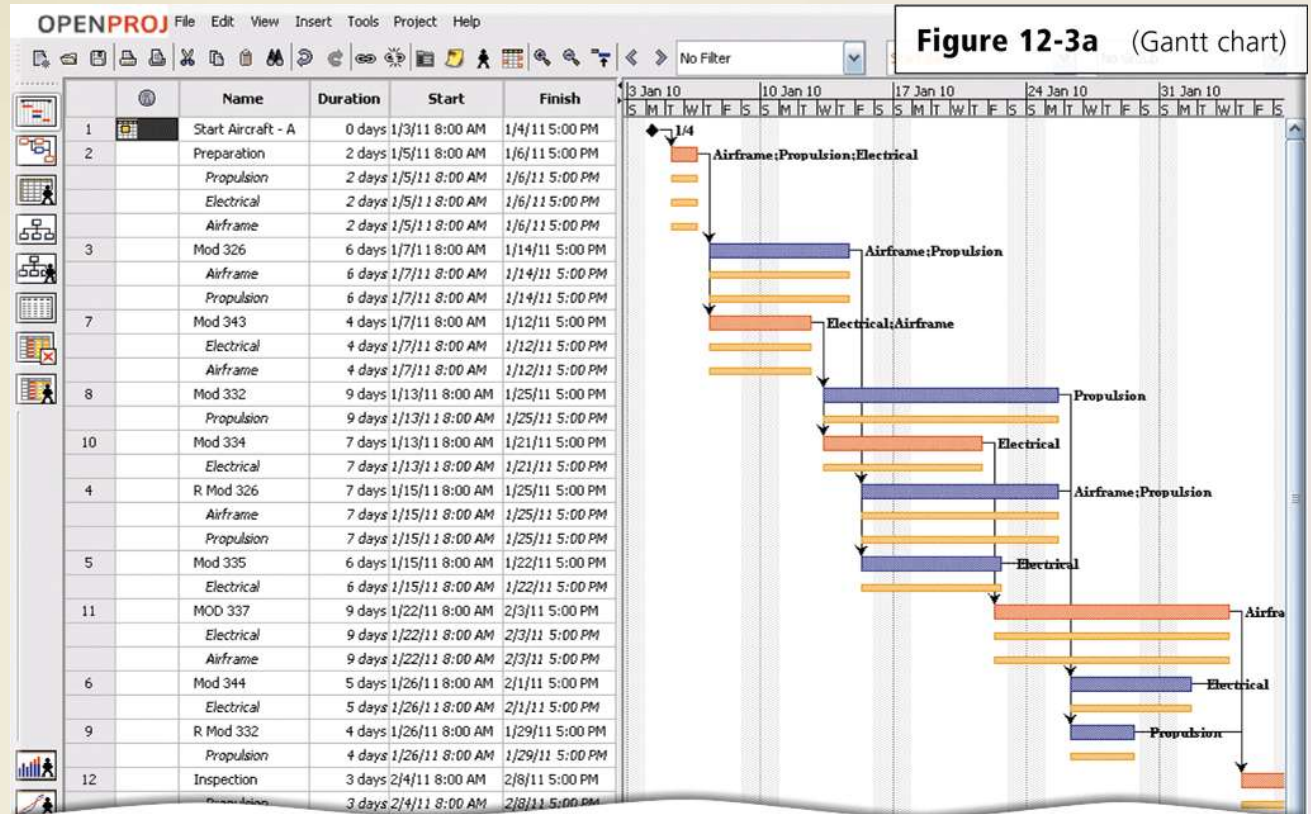 OPENPROJ File Edit View Insert Tools Project Help
Figure 12-3a (Gantt chart)
No Filter
Name Duration Start Finish
3 Jan 10 10 Jan 10 17 Jan 10 24 Jan 10 31 Jan 10
S M T W T F S S M T W T F S S M T W T F S S M T W T F S S M T W T F S
1 Start Aircraft - A 0 days 1/3/11 8:00 AM 1/4/11 5:00 PM 1/4
2 Preparation 2 days 1/5/11 8:00 AM 1/6/11 5:00 PM Airframe;Propulsion;Electrical
Propulsion 2 days 1/5/11 8:00 AM 1/6/11 5:00 PM
Electrical 2 days 1/5/11 8:00 AM 1/6/11 5:00 PM
Airframe 2 days 1/5/11 8:00 AM 1/6/11 5:00 PM
3 Mod 326 6 days 1/7/11 8:00 AM 1/14/11 5:00 PM Airframe;Propulsion
Airframe 6 days 1/7/11 8:00 AM 1/14/11 5:00 PM
Propulsion 6 days 1/7/11 8:00 AM 1/14/11 5:00 PM
7 Mod 343 4 days 1/7/11 8:00 AM 1/12/11 5:00 PM Electrical;Airframe
Electrical 4 days 1/7/11 8:00 AM 1/12/11 5:00 PM
Airframe 4 days 1/7/11 8:00 AM 1/12/11 5:00 PM
8 Mod 332 9 days 1/13/11 8:00 AM 1/25/11 5:00 PM Propulsion
Propulsion 9 days 1/13/11 8:00 AM 1/25/11 5:00 PM
10 Mod 334 7 days 1/13/11 8:00 AM 1/21/11 5:00 PM Electrical
Electrical 7 days 1/13/11 8:00 AM 1/21/11 5:00 PM
4 R Mod 326 7 days 1/15/11 8:00 AM 1/25/11 5:00 PM Airframe;Propulsion
Airframe 7 days 1/15/11 8:00 AM 1/25/11 5:00 PM
Propulsion 7 days 1/15/11 8:00 AM 1/25/11 5:00 PM
5 Mod 335 6 days 1/15/11 8:00 AM 1/22/11 5:00 PM Electrical
Electrical 6 days 1/15/11 8:00 AM 1/22/11 5:00 PM
11 MOD 337 9 days 1/22/11 8:00 AM 2/3/11 5:00 PM Airfra
Electrical 9 days 1/22/11 8:00 AM 2/3/11 5:00 PM
Airframe 9 days 1/22/11 8:00 AM 2/3/11 5:00 PM
6 Mod 344 5 days 1/26/11 8:00 AM 2/1/11 5:00 PM Electrical
Electrical 5 days 1/26/11 8:00 AM 2/1/11 5:00 PM
9 R Mod 332 4 days 1/26/11 8:00 AM 1/29/11 5:00 PM Propulsion
Propulsion 4 days 1/26/11 8:00 AM 1/29/11 5:00 PM
12 Inspection 3 days 2/4/11 8:00 AM 2/8/11 5:00 PM
Propulsion 3 days 2/4/11 8:00 AM 2/8/11 5:00 PM